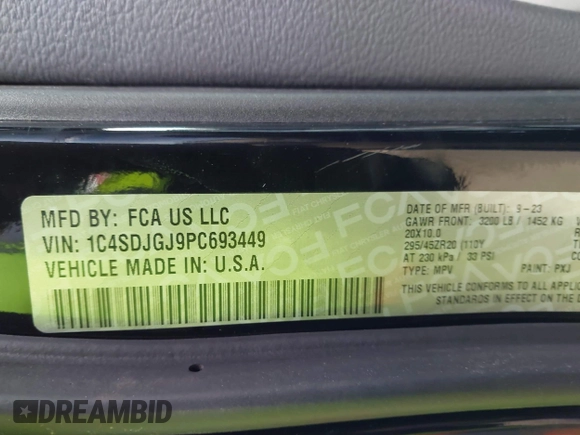 MFD BY: FCA US LLC
VIN: 1C4SDJGJ9PC693449
VEHICLE MADE IN: U.S.A.
DATE OF MFR (BUILT): 9-23
GAWR FRONT: 3200 LB / 1452 KG
20X10.0
295/45ZR20 (110Y
AT 230 kPa / 33 PSI
TYPE: MPV PAINT: PXJ
THIS VEHICLE CONFORMS TO ALL
STANDARDS IN EFFECT ON THE
DREAMBID